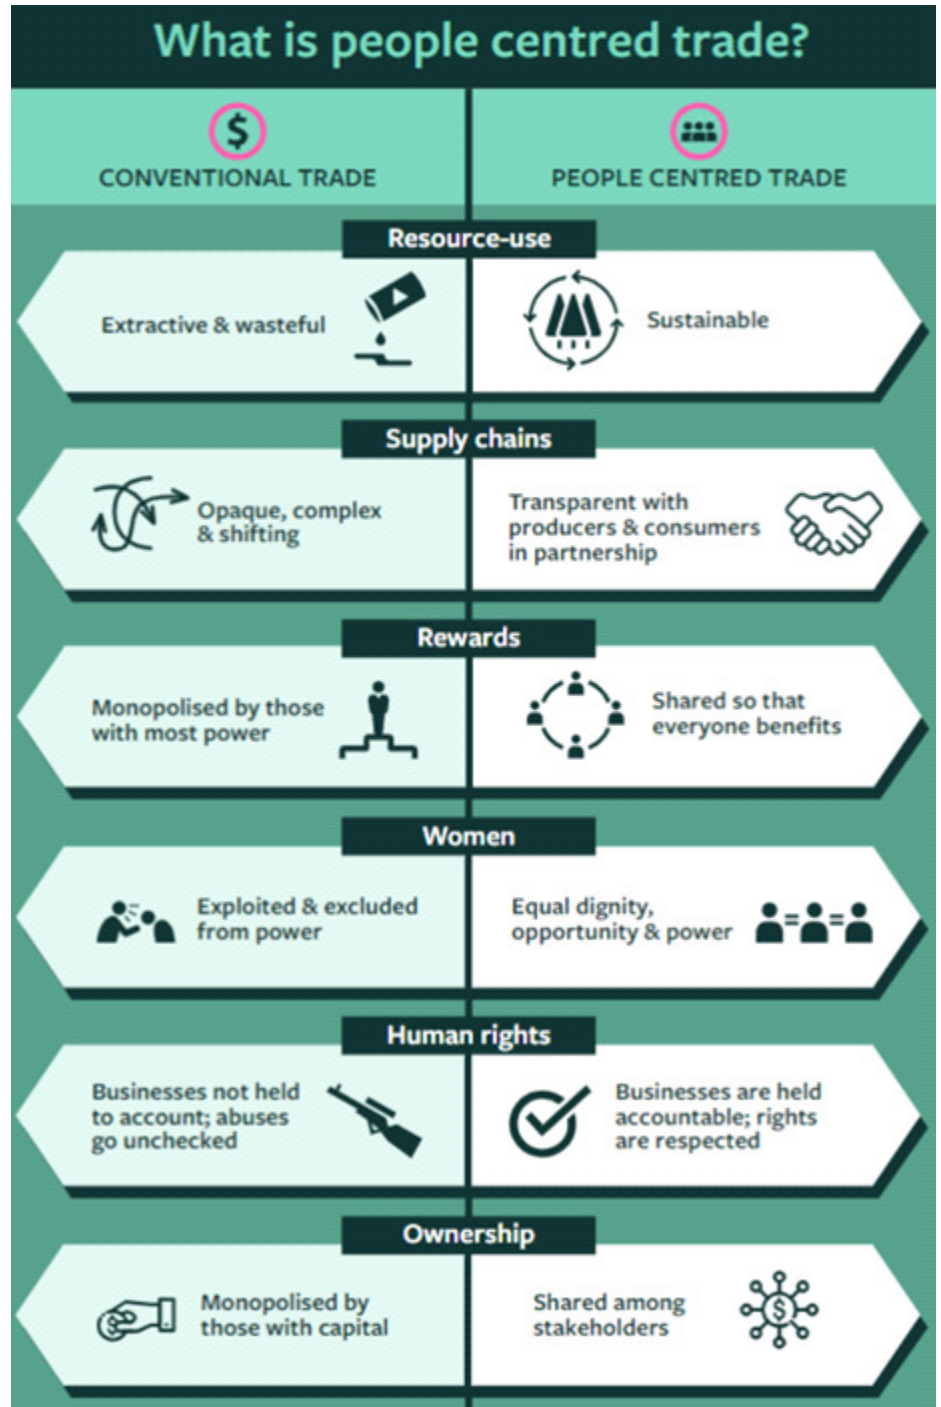 What is people centred trade?
$
CONVENTIONAL TRADE
PEOPLE CENTRED TRADE
Resource-use
Extractive & wasteful
Sustainable
Supply chains
Opaque, complex
& shifting
Transparent with
producers & consumers
in partnership
Rewards
Monopolised by those
with most power
Shared so that
everyone benefits
Women
Exploited & excluded
from power
Equal dignity,
opportunity & power
Human rights
Businesses not held
to account; abuses
go unchecked
Businesses are held
accountable; rights
are respected
Ownership
$
Monopolised by
those with capital
Shared among
stakeholders
$